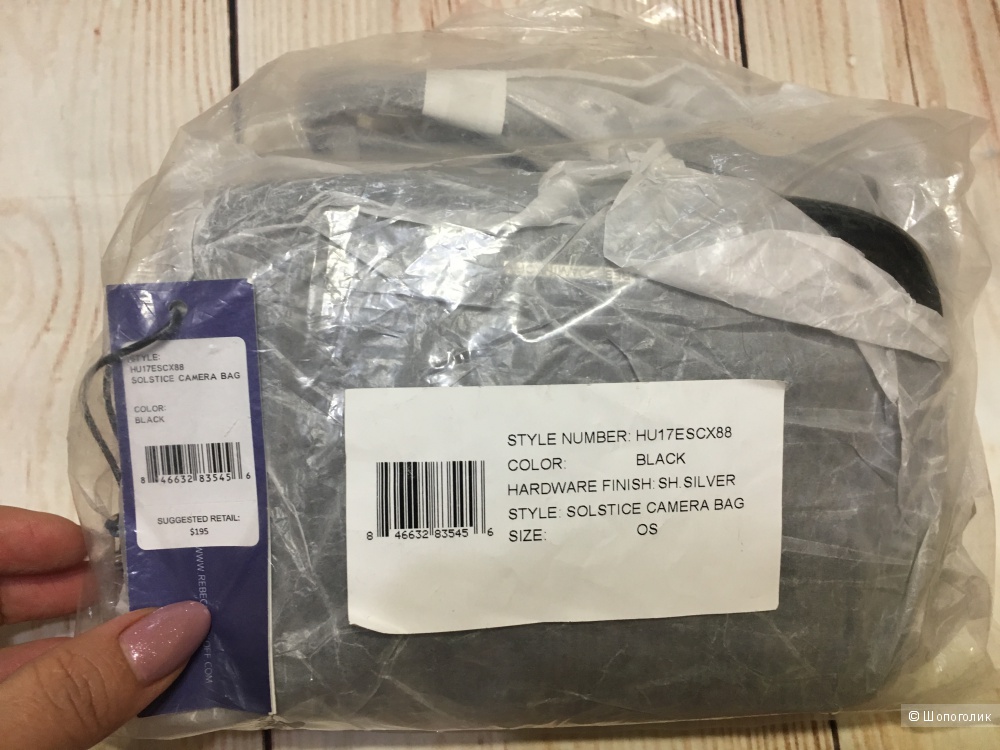 STYLE:
HU17ESCX88
SOLSTICE CAMERA BAG
COLOR:
BLACK
8 46632 83545 6
SUGGESTED RETAIL:
$195
STYLE NUMBER: HU17ESCX88
COLOR: BLACK
HARDWARE FINISH: SH.SILVER
STYLE: SOLSTICE CAMERA BAG
SIZE: OS
8 46632 83545 6
© Шопоголик